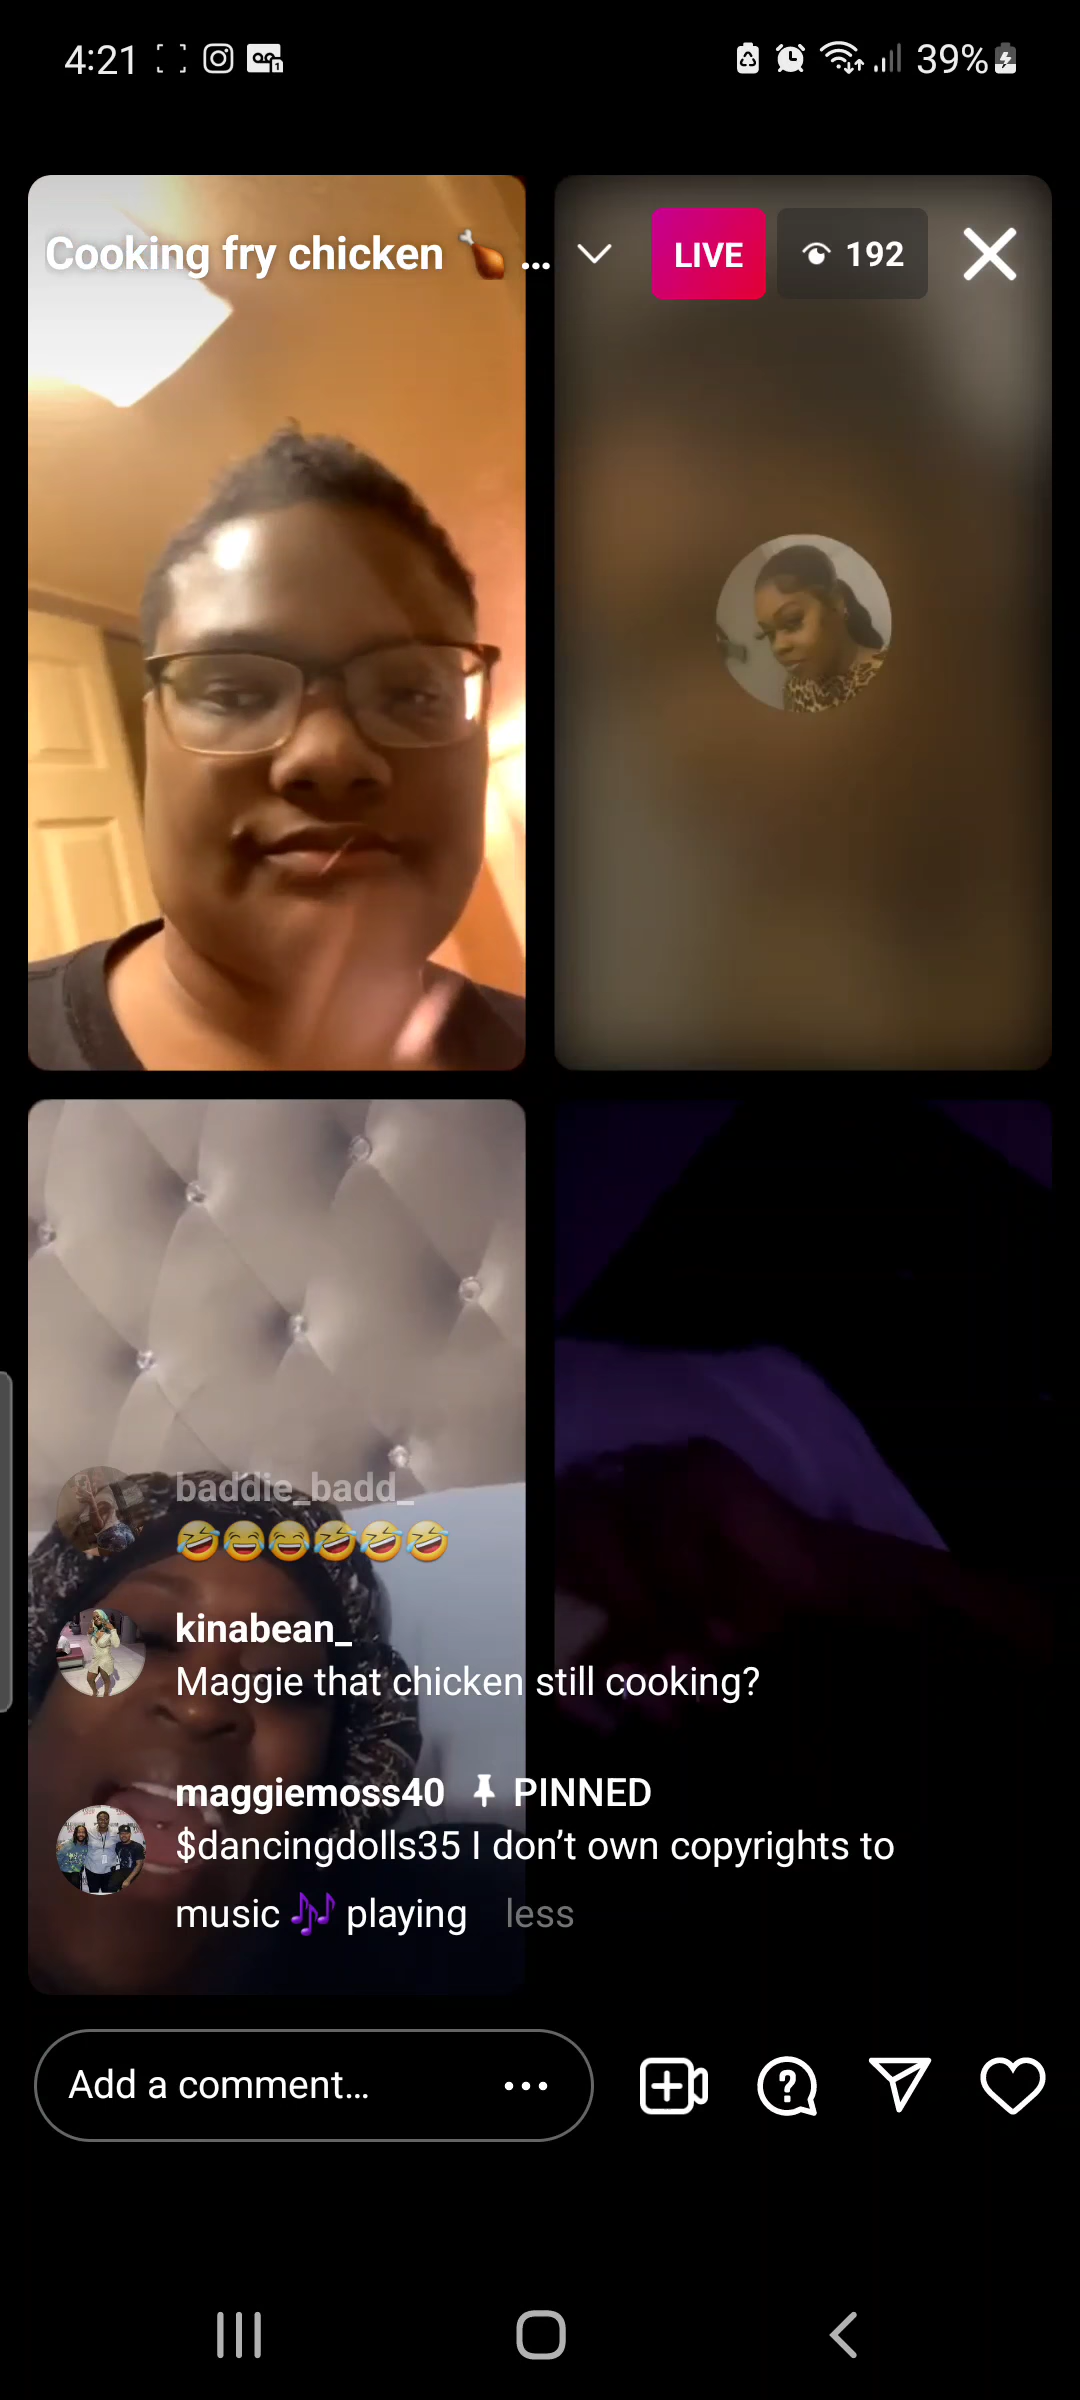 4:21
39%
Cooking fry chicken 🍗 ...
LIVE
192
baddie_badd_
🤣😂😂🤣🤣🤣
kinabean_
Maggie that chicken still cooking?
maggiemoss40 📌 PINNED
$dancingdolls35 I don’t own copyrights to
music 🎶 playing less
Add a comment...